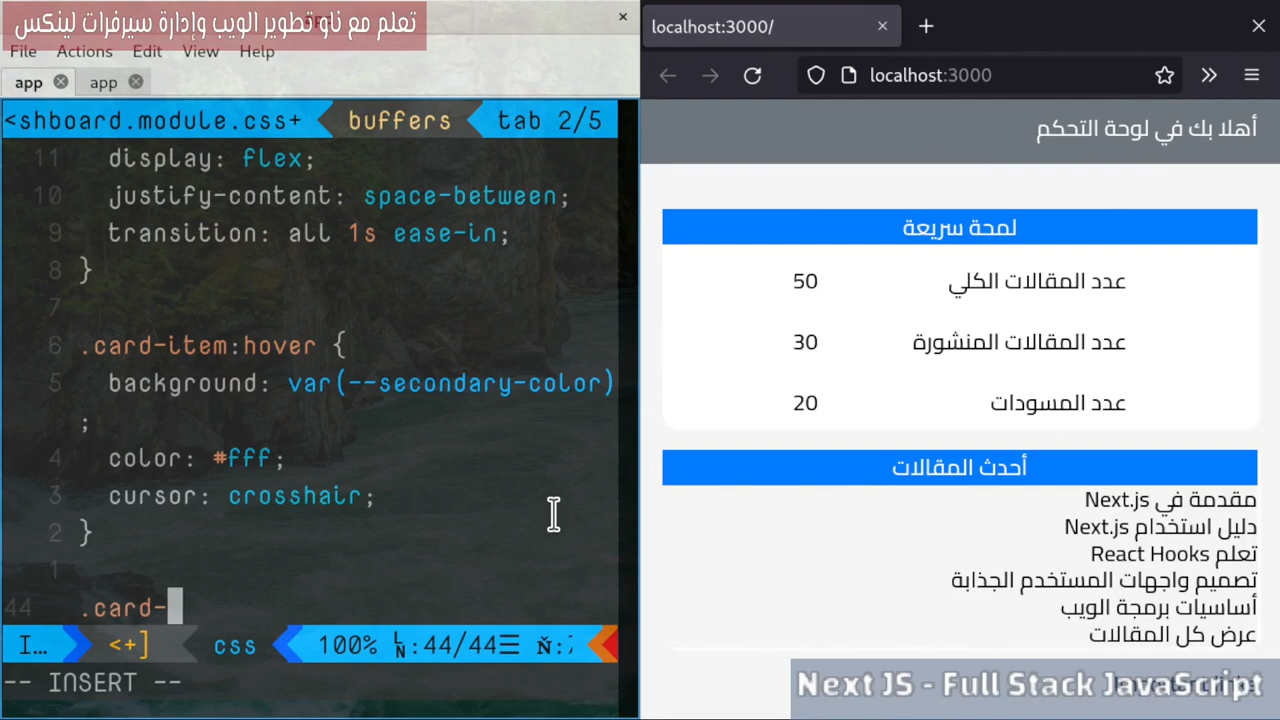 تعلم مع ناو تطوير الويب وإدارة سيرفرات لينكس
File Actions Edit View Help
app app
<shboard.module.css+ buffers tab 2/5
11 display: flex;
10 justify-content: space-between;
9 transition: all 1s ease-in;
8 }
7
6 .card-item:hover {
5 background: var(--secondary-color)
;
4 color: #fff;
3 cursor: crosshair;
2 }
1
44 .card-
I... <+] css 100% LN:44/44☰
-- INSERT --
localhost:3000/
localhost:3000
أهلا بك في لوحة التحكم
لمحة سريعة
عدد المقالات الكلي 50
عدد المقالات المنشورة 30
عدد المسودات 20
أحدث المقالات
مقدمة في Next.js
دليل استخدام Next.js
تعلم React Hooks
تصميم واجهات المستخدم الجذابة
أساسيات برمجة الويب
عرض كل المقالات
Next JS - Full Stack JavaScript